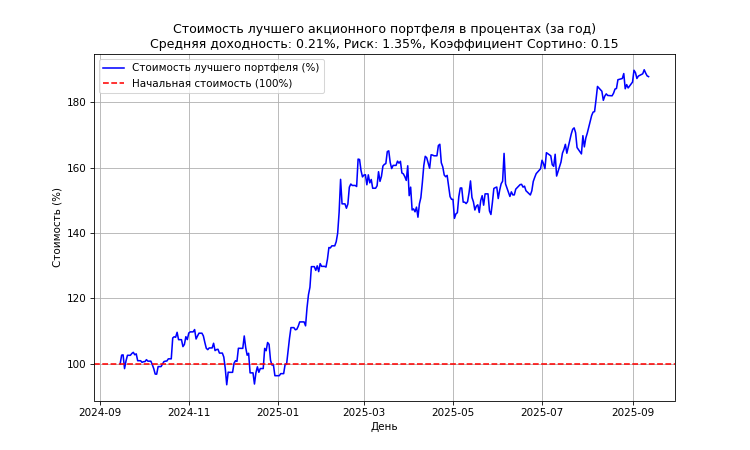 Стоимость лучшего акционного портфеля в процентах (за год)
Средняя доходность: 0.21%, Риск: 1.35%, Коэффициент Сортино: 0.15
Стоимость лучшего портфеля (%)
Начальная стоимость (100%)
Стоимость (%)
180
160
140
120
100
2024-09 2024-11 2025-01 2025-03 2025-05 2025-07 2025-09
День